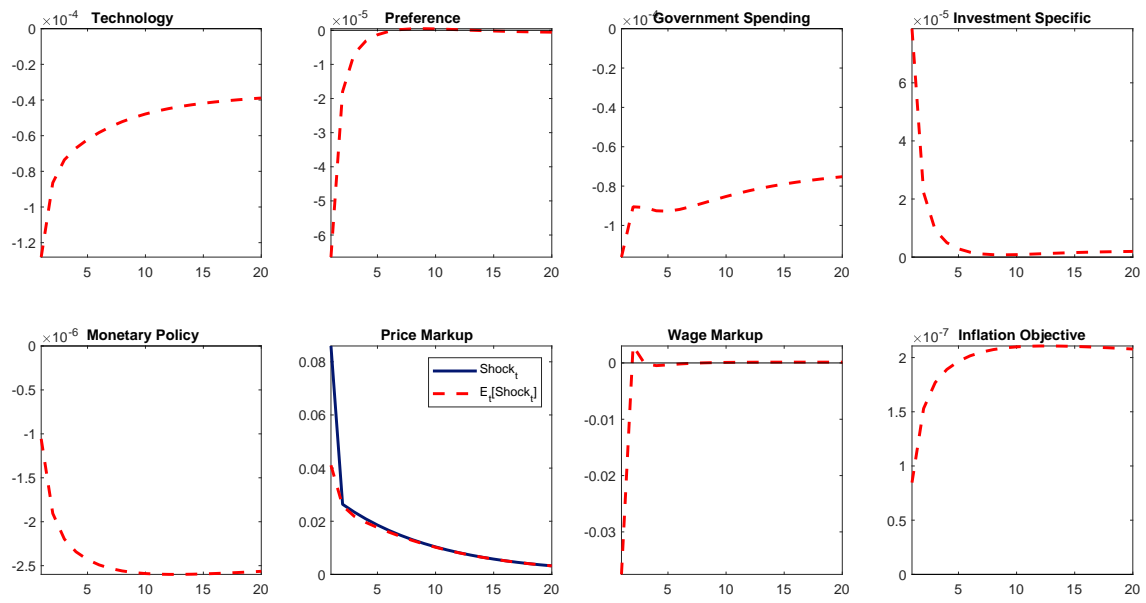 Technology
×10-4
0
-0.2
-0.4
-0.6
-0.8
-1
-1.2
5 10 15 20
Preference
×10-5
0
-1
-2
-3
-4
-5
-6
5 10 15 20
Government Spending
×10-4
0
-0.2
-0.4
-0.6
-0.8
-1
5 10 15 20
Investment Specific
×10-5
6
4
2
0
5 10 15 20
Monetary Policy
×10-6
0
-0.5
-1
-1.5
-2
-2.5
5 10 15 20
Price Markup
0.08
0.06
0.04
0.02
0
5 10 15 20
Shockt
Et[Shockt]
Wage Markup
0
-0.01
-0.02
-0.03
5 10 15 20
Inflation Objective
×10-7
2
1.5
1
0.5
0
5 10 15 20